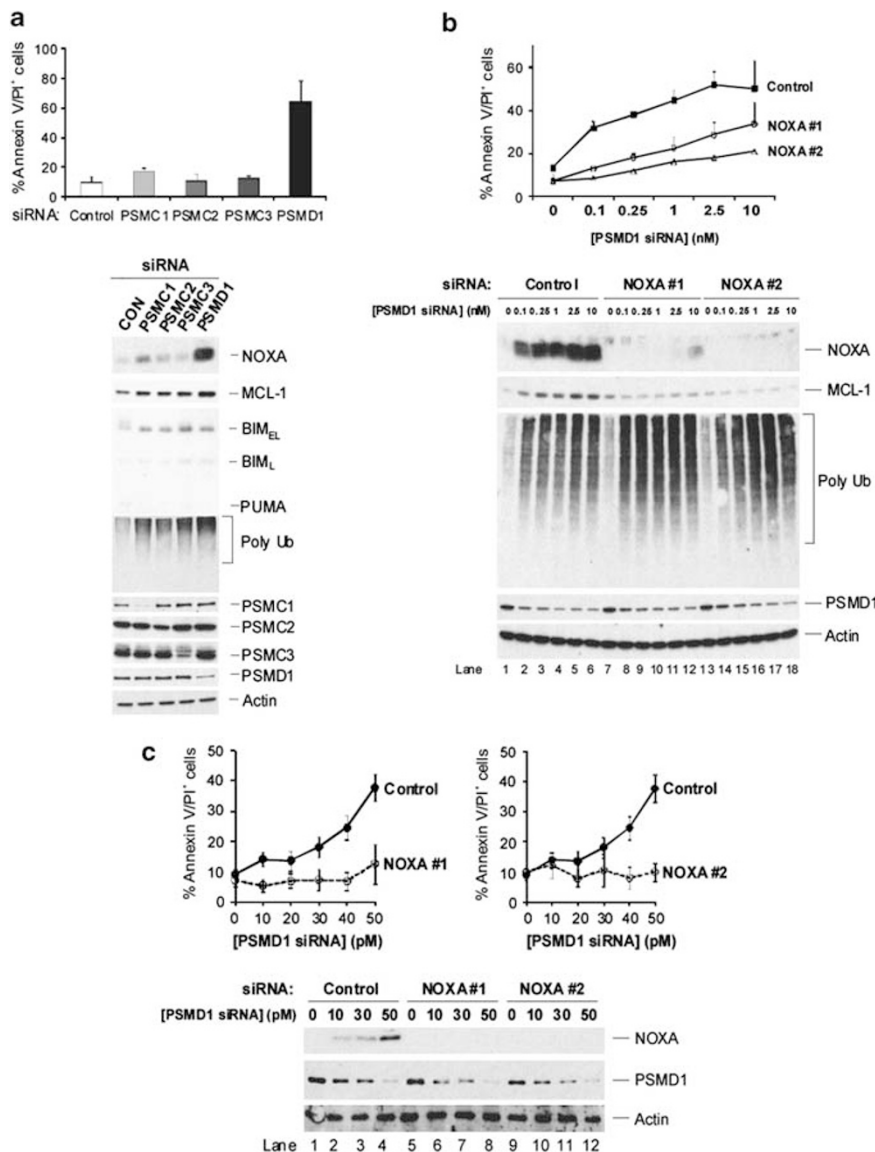 a
% Annexin V/PI⁺ cells
100
80
60
40
20
0
siRNA: Control PSMC1 PSMC2 PSMC3 PSMD1
siRNA
CON PSMC1 PSMC2 PSMC3 PSMD1
NOXA
MCL-1
BIM_EL
BIM_L
PUMA
Poly Ub
PSMC1
PSMC2
PSMC3
PSMD1
Actin
b
% Annexin V/PI⁺ cells
60
40
20
0
Control
NOXA #1
NOXA #2
0 0.1 0.25 1 2.5 10
[PSMD1 siRNA] (nM)
siRNA: Control NOXA #1 NOXA #2
[PSMD1 siRNA] (nM) 0 0.1 0.25 1 2.5 10 0 0.1 0.25 1 2.5 10 0 0.1 0.25 1 2.5 10
NOXA
MCL-1
Poly Ub
PSMD1
Actin
Lane 1 2 3 4 5 6 7 8 9 10 11 12 13 14 15 16 17 18
c
% Annexin V/PI⁺ cells
50
40
30
20
10
0
Control
NOXA #1
0 10 20 30 40 50
[PSMD1 siRNA] (pM)
% Annexin V/PI⁺ cells
50
40
30
20
10
0
Control
NOXA #2
0 10 20 30 40 50
[PSMD1 siRNA] (pM)
siRNA: Control NOXA #1 NOXA #2
[PSMD1 siRNA] (pM) 0 10 30 50 0 10 30 50 0 10 30 50
NOXA
PSMD1
Actin
Lane 1 2 3 4 5 6 7 8 9 10 11 12